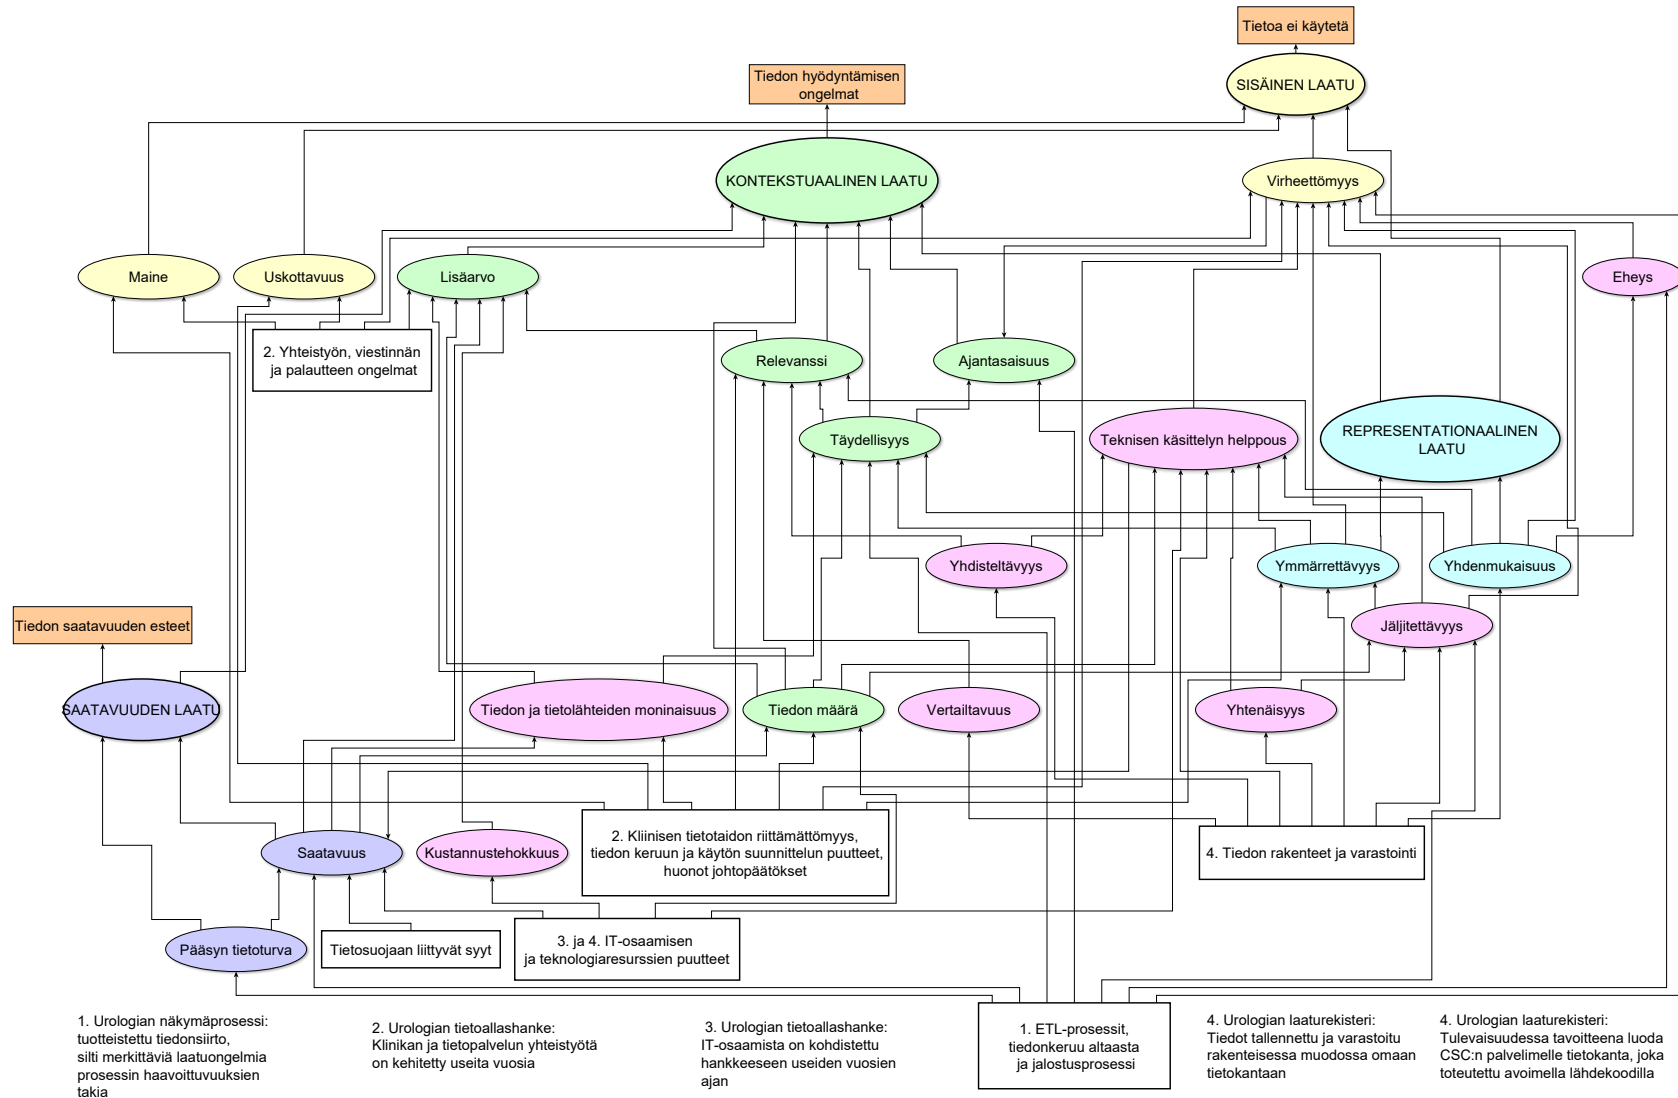 Tietoa ei käytetä
SISÄINEN LAATU
Tiedon hyödyntämisen
ongelmat
KONTEKSTUAALINEN LAATU
Virheettömyys
Maine
Uskottavuus
Lisäarvo
Eheys
2. Yhteistyön, viestinnän
ja palautteen ongelmat
Relevanssi
Ajantasaisuus
Täydellisyys
Teknisen käsittelyn helppous
REPRESENTATIONAALINEN
LAATU
Yhdisteltävyys
Ymmärrettävyys
Yhdenmukaisuus
Tiedon saatavuuden esteet
Jäljitettävyys
SAATAVUUDEN LAATU
Tiedon ja tietolähteiden moninaisuus
Tiedon määrä
Vertailtavuus
Yhtenäisyys
Saatavuus
Kustannustehokkuus
2. Kliinisen tietotaidon riittämättömyys,
tiedon keruun ja käytön suunnittelun puutteet,
huonot johtopäätökset
4. Tiedon rakenteet ja varastointi
Pääsyn tietoturva
Tietosuojaan liittyvät syyt
3. ja 4. IT-osaamisen
ja teknologiaresurssien puutteet
1. Urologian näkymäprosessi:
tuotteistettu tiedonsiirto,
silti merkittäviä laatuongelmia
prosessin haavoittuvuuksien
takia
2. Urologian tietoallashanke:
Klinikan ja tietopalvelun yhteistyötä
on kehitetty useita vuosia
3. Urologian tietoallashanke:
IT-osaamista on kohdistettu
hankkeeseen useiden vuosien
ajan
1. ETL-prosessit,
tiedonkeruu altaasta
ja jalostusprosessi
4. Urologian laaturekisteri:
Tiedot tallennettu ja varastoitu
rakenteisessa muodossa omaan
tietokantaan
4. Urologian laaturekisteri:
Tulevaisuudessa tavoitteena luoda
CSC:n palvelimelle tietokanta, joka
toteutettu avoimella lähdekoodilla